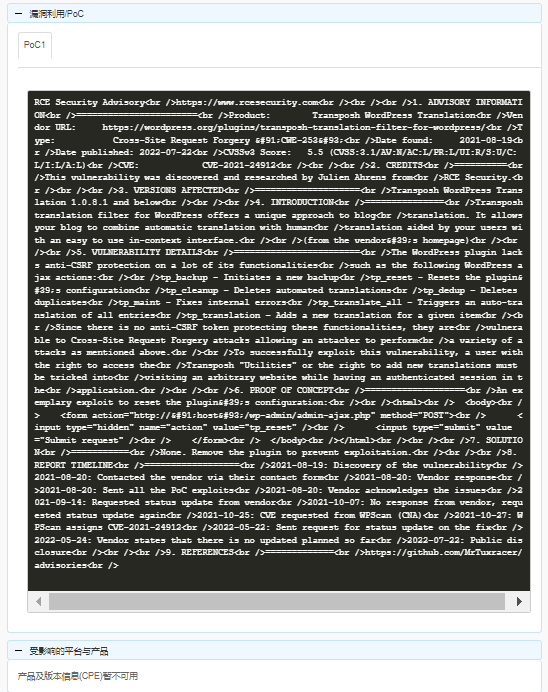 漏洞利用/PoC
PoC1
RCE Security Advisory<br />https://www.rcesecurity.com<br /><br /><br />1. ADVISORY INFORMATI
ON<br />=======================<br />Product:        Transposh WordPress Translation<br />Ven
dor URL:     https://wordpress.org/plugins/transposh-translation-filter-for-wordpress/<br />T
ype:           Cross-Site Request Forgery &#91;CWE-253&#93;<br />Date found:     2021-08-19<b
r />Date published: 2022-07-22<br />CVSSv3 Score:   5.5 (CVSS:3.1/AV:N/AC:L/PR:L/UI:R/S:U/C:
L/I:L/A:L)<br />CVE:            CVE-2021-24912<br /><br /><br />2. CREDITS<br />==========<br
/>This vulnerability was discovered and researched by Julien Ahrens from<br />RCE Security.<b
r /><br /><br />3. VERSIONS AFFECTED<br />====================<br />Transposh WordPress Trans
lation 1.0.8.1 and below<br /><br /><br />4. INTRODUCTION<br />===============<br />Transposh
translation filter for WordPress offers a unique approach to blog<br />translation. It allows
your blog to combine automatic translation with human<br />translation aided by your users wi
th an easy to use in-context interface.<br /><br />(from the vendor&#39;s homepage)<br /><br
/><br />5. VULNERABILITY DETAILS<br />========================<br />The WordPress plugin lack
s anti-CSRF protection on a lot of its functionalities<br />such as the following WordPress a
jax actions:<br /><br />tp_backup - Initiates a new backup<br />tp_reset - Resets the plugin&
#39;s configuration<br />tp_cleanup - Deletes automated translations<br />tp_dedup - Deletes
duplicates<br />tp_maint - Fixes internal errors<br />tp_translate_all - Triggers an auto-tra
nslation of all entries<br />tp_translation - Adds a new translation for a given item<br /><b
r />Since there is no anti-CSRF token protecting these functionalities, they are<br />vulnera
ble to Cross-Site Request Forgery attacks allowing an attacker to perform<br />a variety of a
ttacks as mentioned above.<br /><br />To successfully exploit this vulnerability, a user with
the right to access the<br />Transposh "Utilities" or the right to add new translations must
be tricked into<br />visiting an arbitrary website while having an authenticated session in t
he<br />application.<br /><br /><br />6. PROOF OF CONCEPT<br />===================<br />An ex
emplary exploit to reset the plugin&#39;s configuration:<br /><br /><html><br />  <body><br /
>    <form action="http://&#91;host&#93;/wp-admin/admin-ajax.php" method="POST"><br />      <
input type="hidden" name="action" value="tp_reset" /><br />      <input type="submit" value
="Submit request" /><br />    </form><br />  </body><br /></html><br /><br /><br />7. SOLUTIO
N<br />===========<br />None. Remove the plugin to prevent exploitation.<br /><br /><br />8.
REPORT TIMELINE<br />==================<br />2021-08-19: Discovery of the vulnerability<br />
2021-08-20: Contacted the vendor via their contact form<br />2021-08-20: Vendor response<br /
>2021-08-20: Sent all the PoC exploits<br />2021-08-20: Vendor acknowledges the issues<br />2
021-09-14: Requested status update from vendor<br />2021-10-07: No response from vendor, requ
ested status update again<br />2021-10-25: CVE requested from WPScan (CNA)<br />2021-10-27: W
PScan assigns CVE-2021-24912<br />2022-05-22: Sent request for status update on the fix<br />
2022-05-24: Vendor states that there is no updated planned so far<br />2022-07-22: Public dis
closure<br /><br /><br />9. REFERENCES<br />=============<br />https://github.com/MrTuxracer/
advisories<br />
受影响的平台与产品
产品及版本信息(CPE)暂不可用